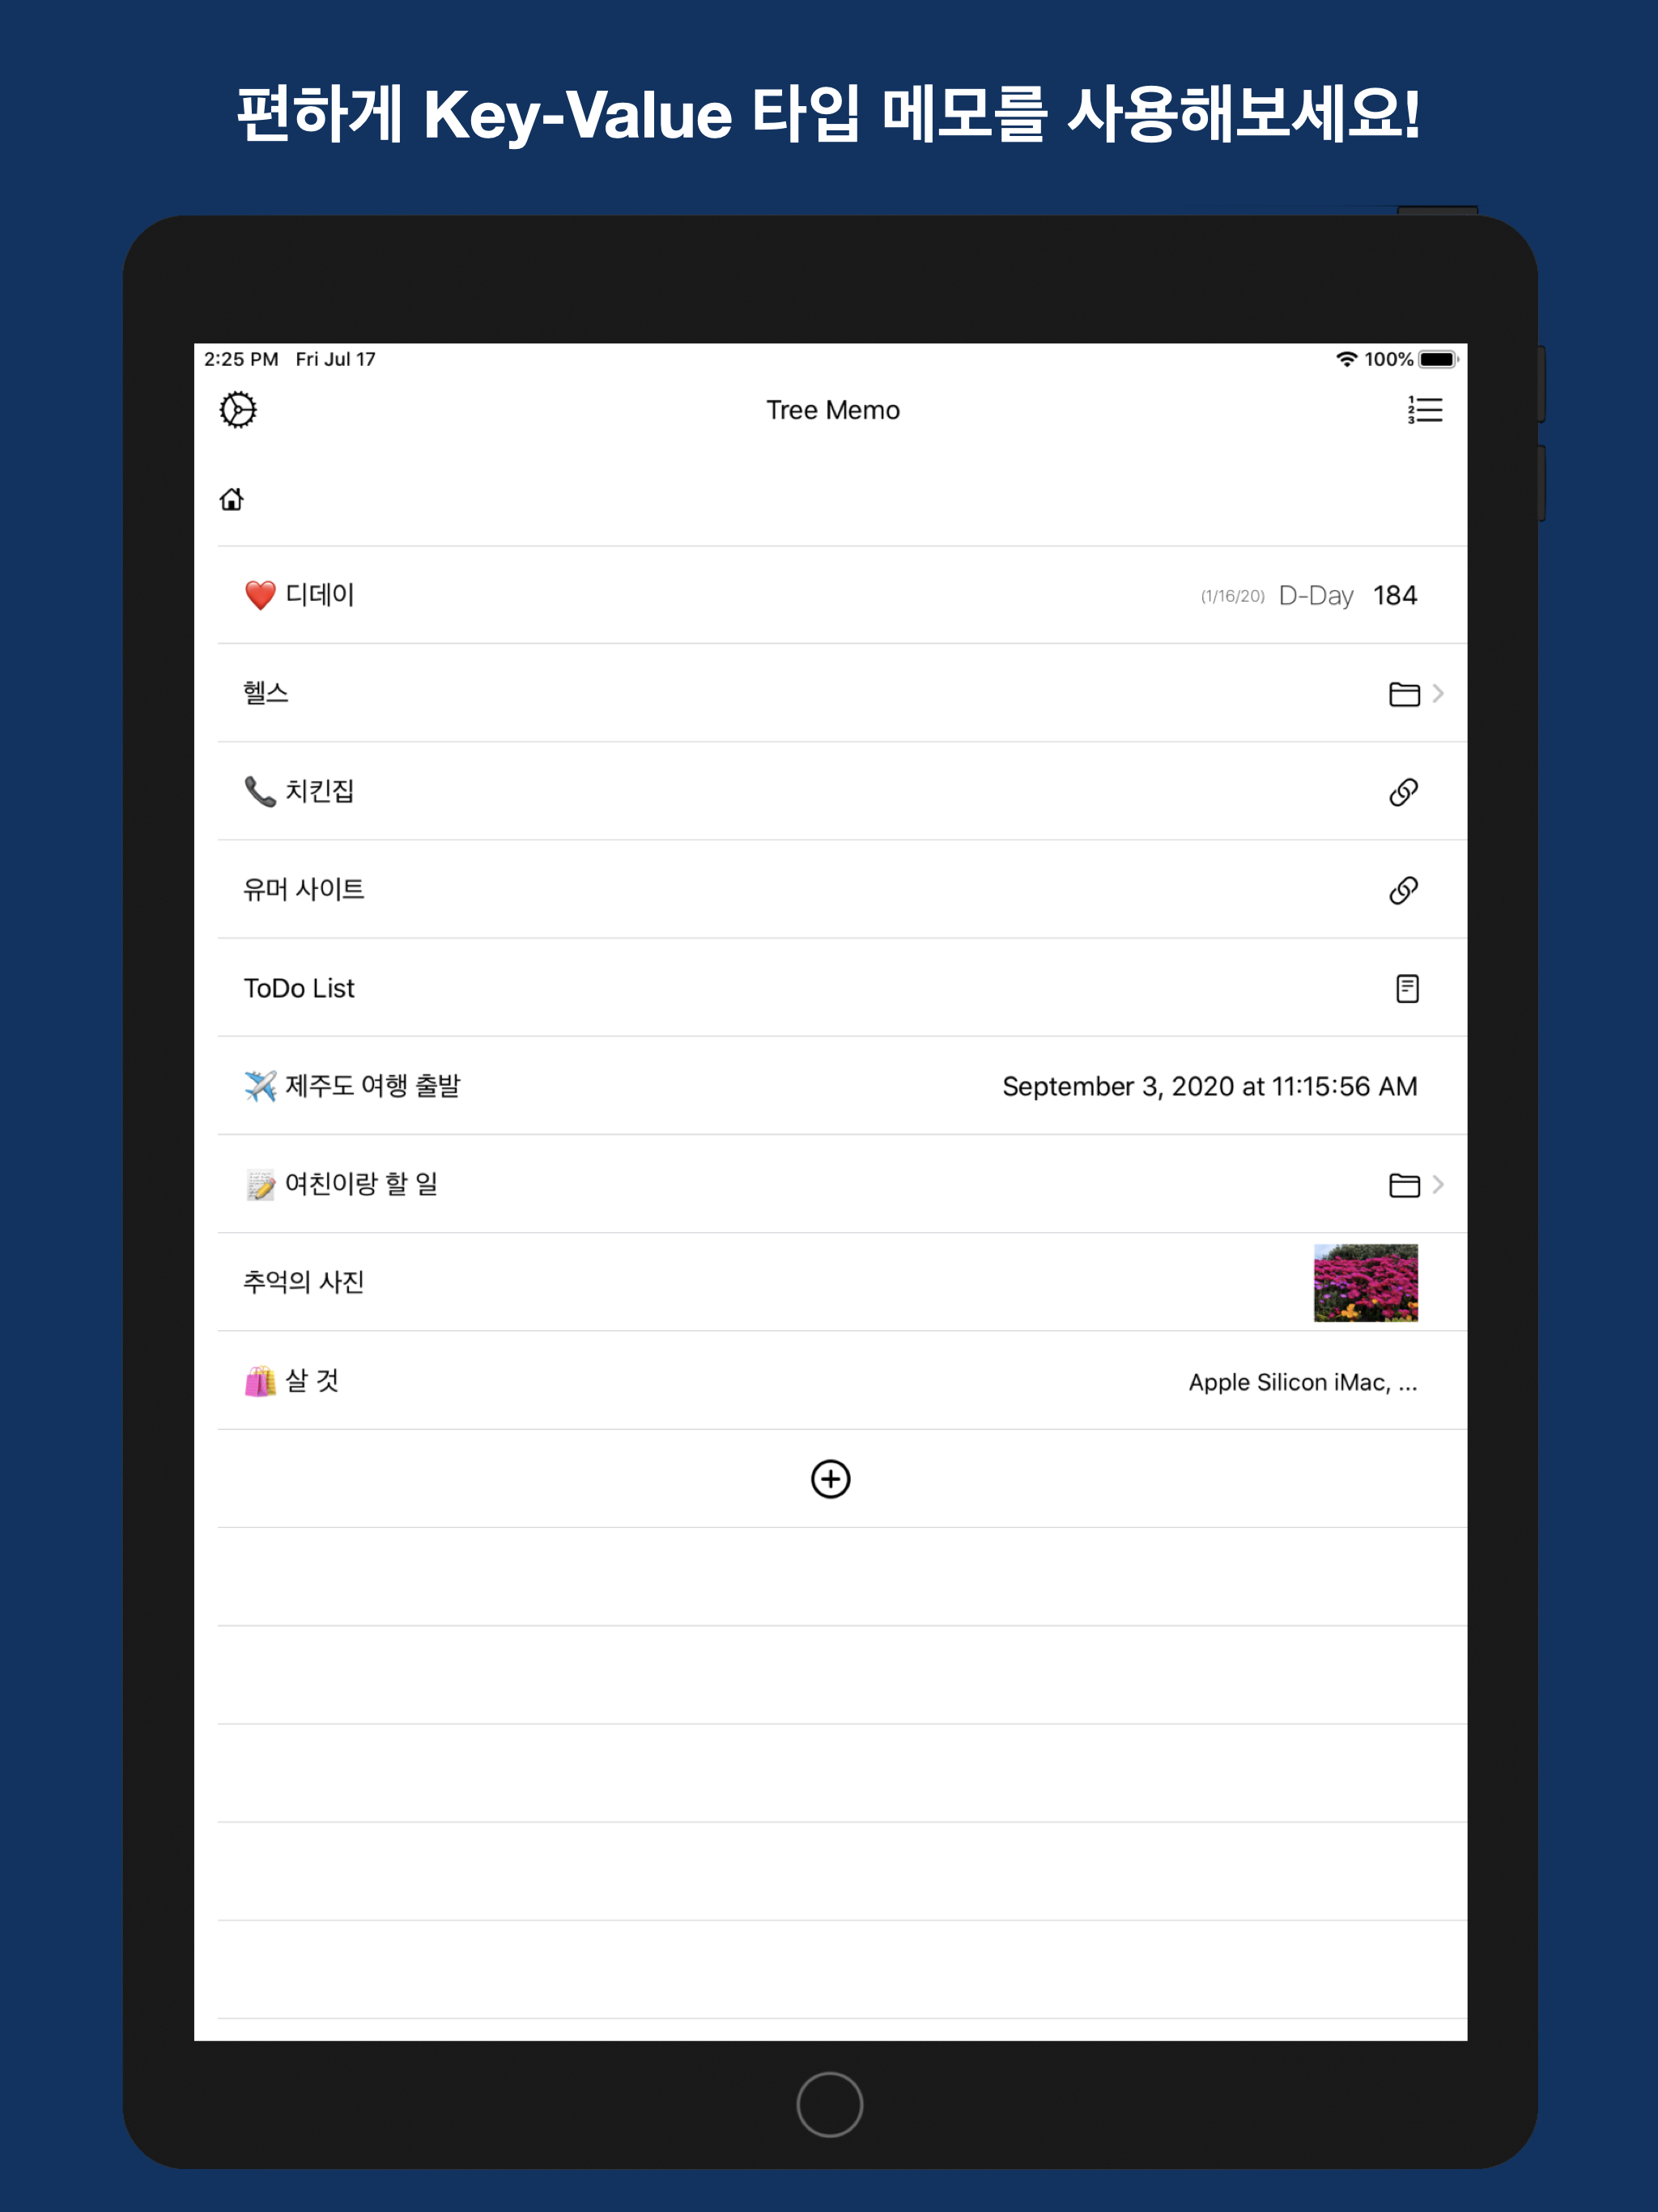 편하게 Key-Value 타입 메모를 사용해보세요!
2:25 PM Fri Jul 17 100%
Tree Memo
❤️ 디데이 (1/16/20) D-Day 184
헬스
📞 치킨집
유머 사이트
ToDo List
✈️ 제주도 여행 출발 September 3, 2020 at 11:15:56 AM
📝 여친이랑 할 일
추억의 사진
🛍️ 살 것 Apple Silicon iMac, ...